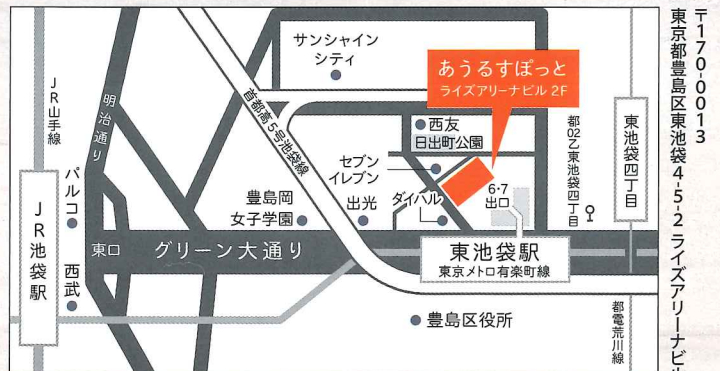 〒170-0013
東京都豊島区東池袋4-5-2 ライズアリーナビル
サンシャイン
シティ
あうるすぽっと
ライズアリーナビル 2F
JR山手線
明治通り
首都高5号池袋線
西友
日出町公園
都02乙東池袋四丁目
東池袋四丁目
パルコ
セブン
イレブン
豊島岡
女子学園
出光
ダイハル
6・7
出口
JR池袋駅
東口
グリーン大通り
東池袋駅
東京メトロ有楽町線
西武
豊島区役所
都電荒川線